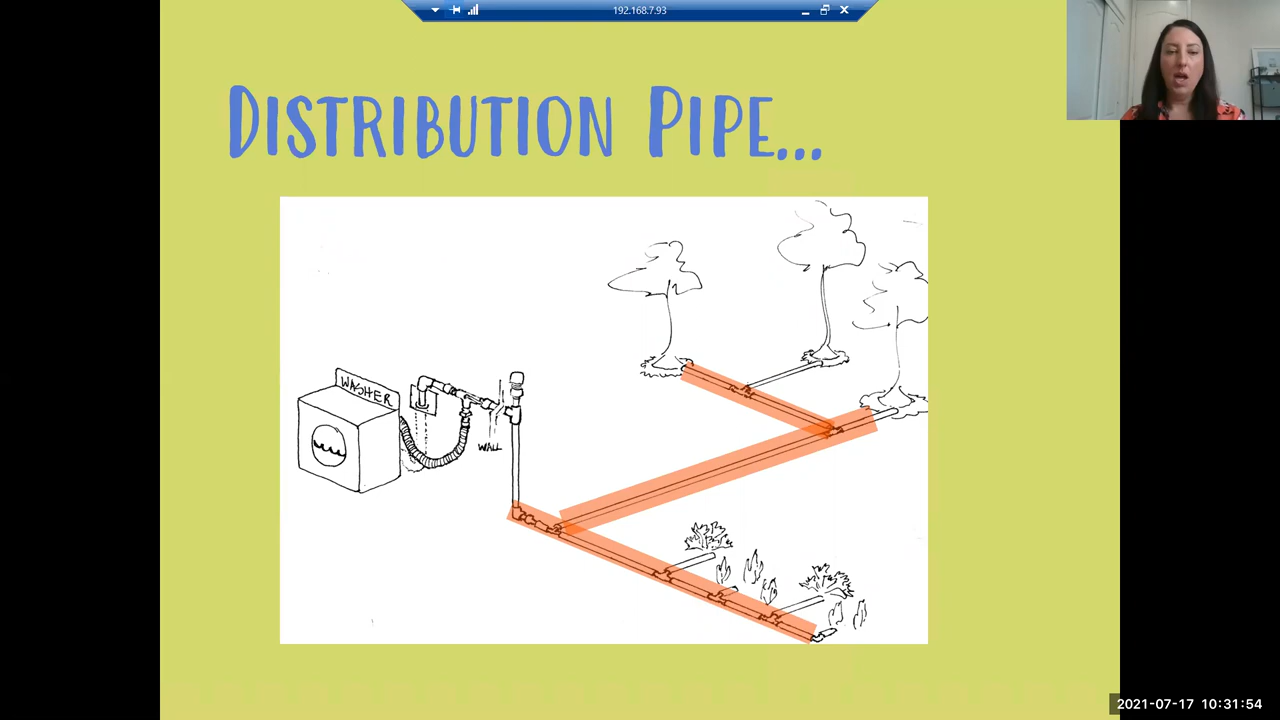 192.168.7.93
DISTRIBUTION PIPE...
WASHER
WALL
2021-07-17 10:31:54